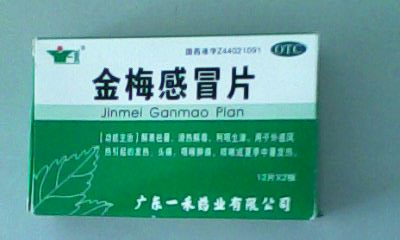 国药准字Z44021091
OTC
金梅感冒片
Jinmei Ganmao Pian
[功能主治] 解表祛暑，清热解毒，利咽生津。用于外感风
热引起的发热，头痛，咽喉肿痛，咳嗽或夏季中暑发热。
12片X2板
广东一禾药业有限公司